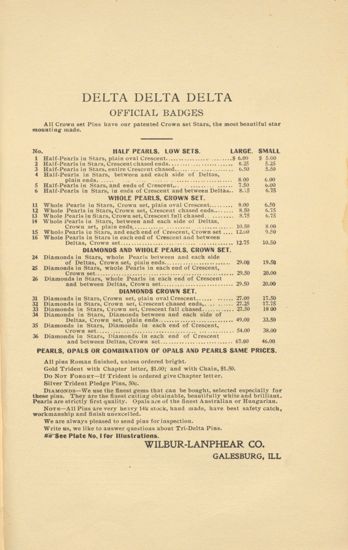 DELTA DELTA DELTA
OFFICIAL BADGES
All Crown set Pins have our patented Crown set Stars, the most beautiful star
mounting made.
No. HALF PEARLS. LOW SETS. LARGE. SMALL
1 Half-Pearls in Stars, plain oval Crescent $ 6.00 $ 5.00
2 Half-Pearls in Stars, Crescent chased ends 6.25 5.25
3 Half-Pearls in Stars, entire Crescent chased 6.50 5.50
4 Half-Pearls in Stars, between and each side of Deltas,
plain ends 8.00 6.00
5 Half-Pearls in Stars, and ends of Crescent 7.50 6.00
6 Half-Pearls in Stars, in ends of Crescent and between Deltas 8.15 6.75
WHOLE PEARLS, CROWN SET.
11 Whole Pearls in Stars, Crown set, plain oval Crescent 8.00 6.50
12 Whole Pearls in Stars, Crown set, Crescent chased ends 8.50 6.75
13 Whole Pearls in Stars, Crown set, Crescent full chased 8.75 6.75
14 Whole Pearls in Stars, between and each side of Deltas,
Crown set, plain ends 10.50 8.00
15 Whole Pearls in Stars, and each end of Crescent, Crown set 12.00 9.50
16 Whole Pearls in Stars in each end of Crescent and between
Deltas, Crown set 12.75 10.50
DIAMONDS AND WHOLE PEARLS, CROWN SET.
24 Diamonds in Stars, whole Pearls between and each side
of Deltas, Crown set, plain ends 29.00 19.50
25 Diamonds in Stars, whole Pearls in each end of Crescent,
Crown set 29.50 20.00
26 Diamonds in Stars, whole Pearls in each end of Crescent
and between Deltas, Crown set 29.50 20.00
DIAMONDS CROWN SET.
31 Diamonds in Stars, Crown set, plain oval Crescent 27.00 17.50
32 Diamonds in Stars, Crown set, Crescent chased ends 27.25 17.75
33 Diamonds in Stars, Crown set, Crescent full chased 27.50 18 00
34 Diamonds in Stars, Diamonds between and each side of
Deltas, Crown set, plain ends 49.00 33.50
35 Diamonds in Stars, Diamonds in each end of Crescent,
Crown set 54.00 38.00
36 Diamonds in Stars, Diamonds in each end of Crescent
and between Deltas, Crown set 67.00 46.00
PEARLS, OPALS OR COMBINATION OF OPALS AND PEARLS SAME PRICES.
All pins Roman finished, unless ordered bright.
Gold Trident with Chapter letter, $1.00; and with Chain, $1.50.
Do Not Forget—If Trident is ordered give Chapter letter.
Silver Trident Pledge Pins, 50c.
Diamonds—We use the finest gems that can be bought, selected especially for
these pins. They are the finest cutting obtainable, beautifully white and brilliant.
Pearls are strictly first quality. Opals are of the finest Australian or Hungarian.
Note—All Pins are very heavy 14k stock, hand made, have best safety catch,
workmanship and finish unexcelled.
We are always pleased to send pins for inspection.
Write us, we like to answer questions about Tri-Delta Pins.
See Plate No. I for Illustrations.
WILBUR-LANPHEAR CO.
GALESBURG, ILL